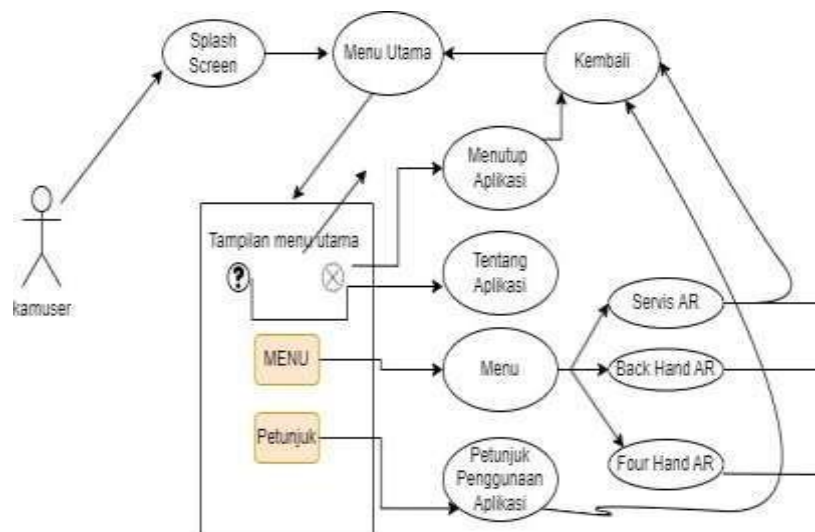 Splash
Screen
Menu Utama
Kembali
Menutup
Aplikasi
Tampilan menu utama
?
Tentang
Aplikasi
kamuser
Servis AR
MENU
Menu
Back Hand AR
Petunjuk
Petunjuk
Penggunaan
Aplikasi
Four Hand AR